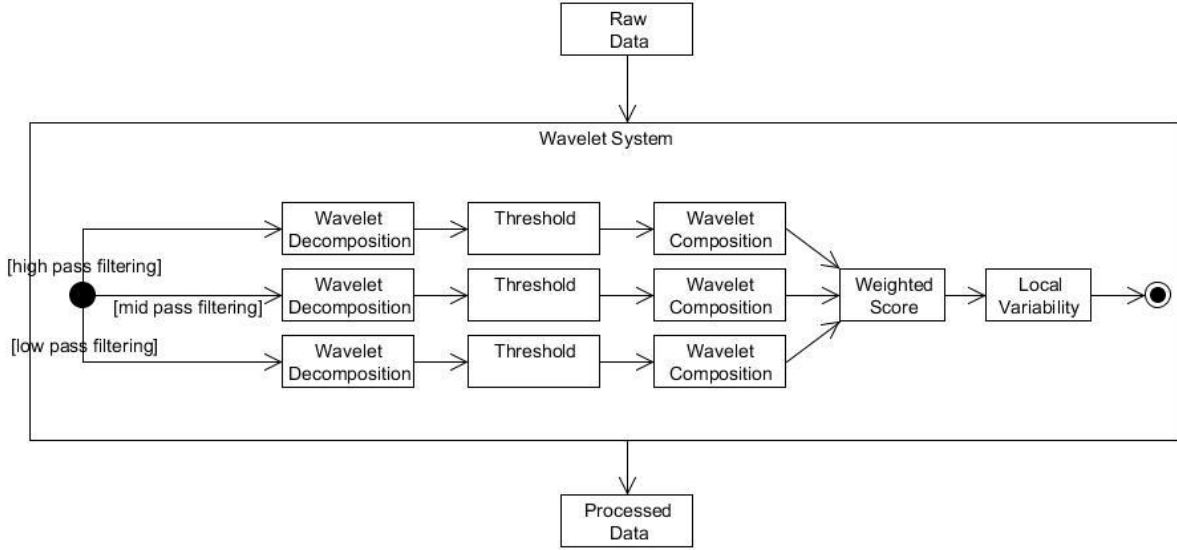 Raw
Data
Wavelet System
Wavelet
Decomposition
Threshold
Wavelet
Composition
[high pass filtering]
Wavelet
Decomposition
Threshold
Wavelet
Composition
Weighted
Score
Local
Variability
[mid pass filtering]
[low pass filtering]
Wavelet
Decomposition
Threshold
Wavelet
Composition
Processed
Data